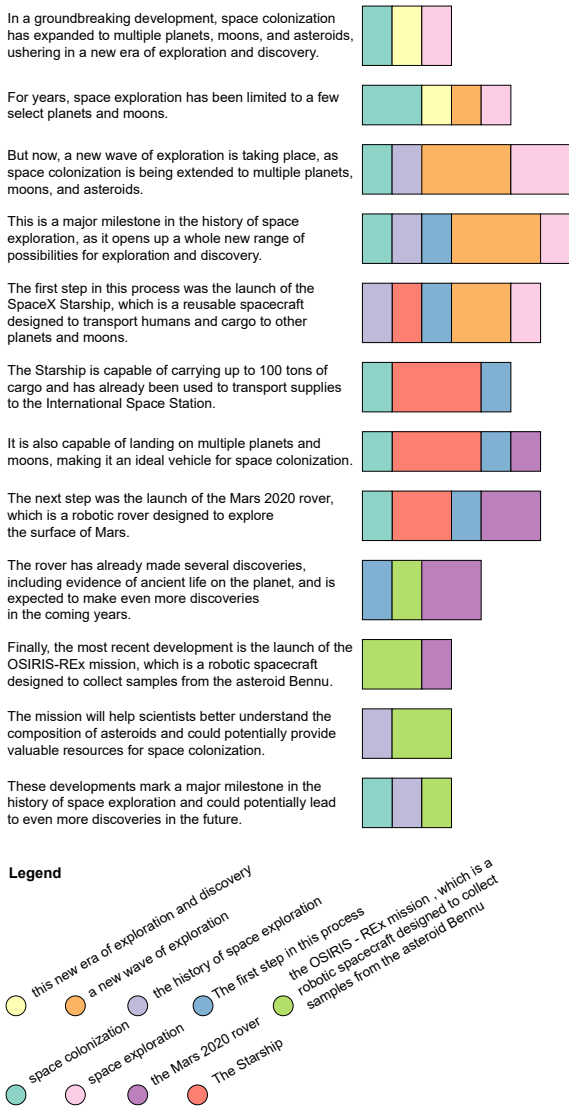 In a groundbreaking development, space colonization
has expanded to multiple planets, moons, and asteroids,
ushering in a new era of exploration and discovery.
For years, space exploration has been limited to a few
select planets and moons.
But now, a new wave of exploration is taking place, as
space colonization is being extended to multiple planets,
moons, and asteroids.
This is a major milestone in the history of space
exploration, as it opens up a whole new range of
possibilities for exploration and discovery.
The first step in this process was the launch of the
SpaceX Starship, which is a reusable spacecraft
designed to transport humans and cargo to other
planets and moons.
The Starship is capable of carrying up to 100 tons of
cargo and has already been used to transport supplies
to the International Space Station.
It is also capable of landing on multiple planets and
moons, making it an ideal vehicle for space colonization.
The next step was the launch of the Mars 2020 rover,
which is a robotic rover designed to explore
the surface of Mars.
The rover has already made several discoveries,
including evidence of ancient life on the planet, and is
expected to make even more discoveries
in the coming years.
Finally, the most recent development is the launch of the
OSIRIS-REx mission, which is a robotic spacecraft
designed to collect samples from the asteroid Bennu.
The mission will help scientists better understand the
composition of asteroids and could potentially provide
valuable resources for space colonization.
These developments mark a major milestone in the
history of space exploration and could potentially lead
to even more discoveries in the future.
Legend
this new era of exploration and discovery
a new wave of exploration
the history of space exploration
The first step in this process
the OSIRIS - REx mission , which is a
robotic spacecraft designed to collect
samples from the asteroid Bennu
space colonization
space exploration
the Mars 2020 rover
The Starship